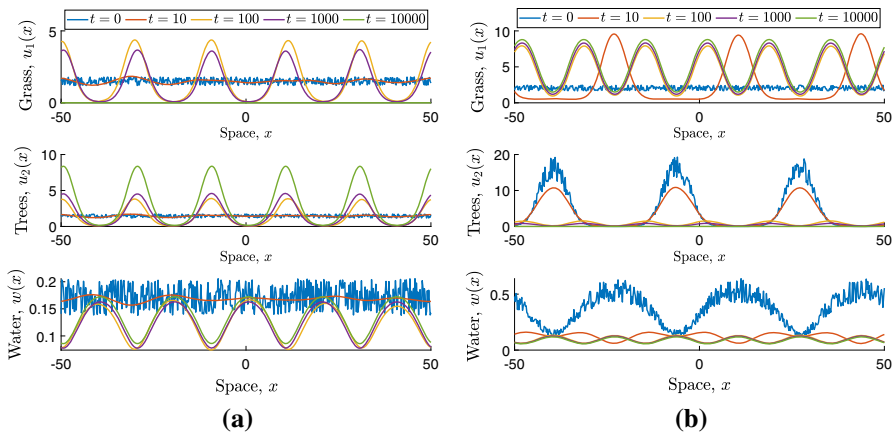 t = 0 t = 10 t = 100 t = 1000 t = 10000
5
Grass, u₁(x)
0
-50 0 50
Space, x
10
Trees, u₂(x)
5
0
-50 0 50
Space, x
0.2
Water, w(x)
0.15
0.1
-50 0 50
Space, x
(a)
t = 0 t = 10 t = 100 t = 1000 t = 10000
10
Grass, u₁(x)
5
0
-50 0 50
Space, x
20
Trees, u₂(x)
10
0
-50 0 50
Space, x
Water, w(x)
0.5
0
-50 0 50
Space, x
(b)